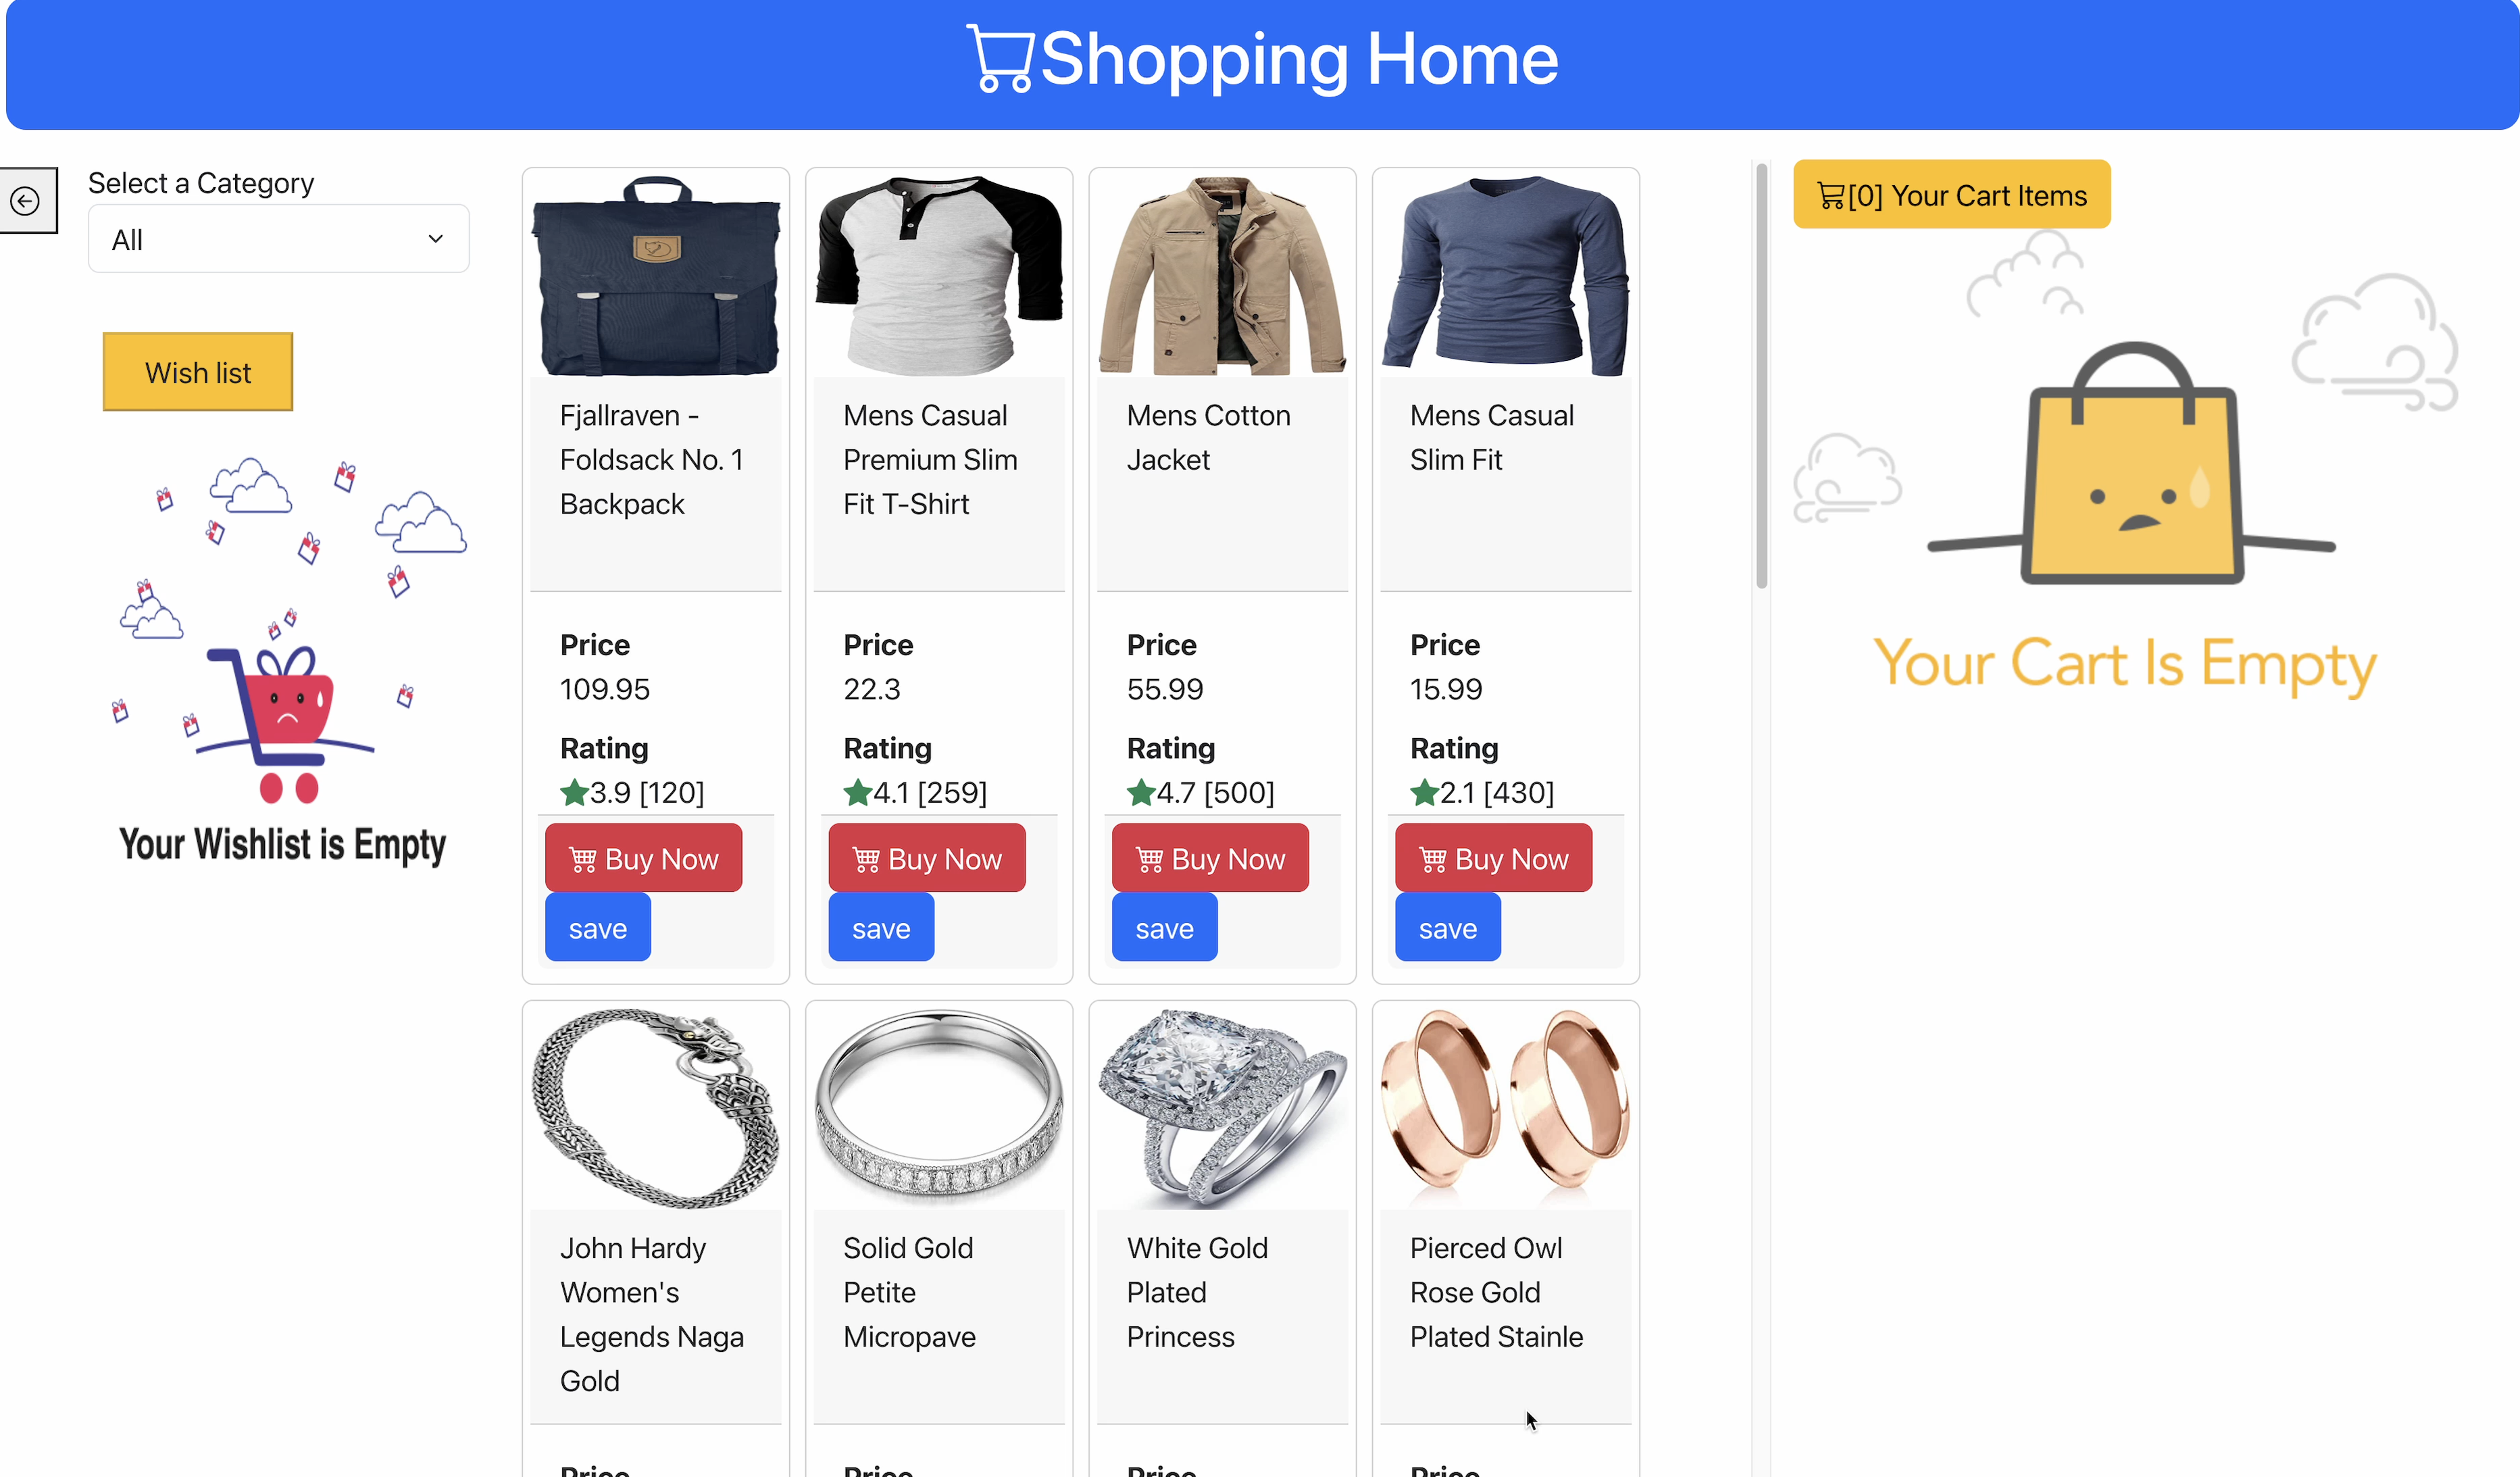 Shopping Home
Select a Category
All
Wish list
Your Wishlist is Empty
Fjallraven -
Foldsack No. 1
Backpack
Price
109.95
Rating
3.9 [120]
Buy Now
save
Mens Casual
Premium Slim
Fit T-Shirt
Price
22.3
Rating
4.1 [259]
Buy Now
save
Mens Cotton
Jacket
Price
55.99
Rating
4.7 [500]
Buy Now
save
Mens Casual
Slim Fit
Price
15.99
Rating
2.1 [430]
Buy Now
save
John Hardy
Women's
Legends Naga
Gold
Price
Solid Gold
Petite
Micropave
Price
White Gold
Plated
Princess
Price
Pierced Owl
Rose Gold
Plated Stainle
Price
[0] Your Cart Items
Your Cart Is Empty